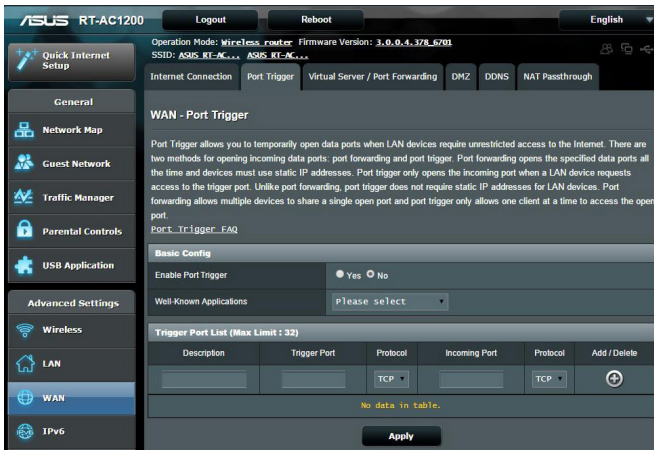 ASUS RT-AC1200 Logout Reboot English
Quick Internet Setup
Operation Mode: Wireless router Firmware Version: 3.0.0.4.378_6701
SSID: ASUS RT-AC... ASUS RT-AC...
Internet Connection Port Trigger Virtual Server / Port Forwarding DMZ DDNS NAT Passthrough
General
Network Map
Guest Network
Traffic Manager
Parental Controls
USB Application
Advanced Settings
Wireless
LAN
WAN
IPv6
WAN - Port Trigger
Port Trigger allows you to temporarily open data ports when LAN devices require unrestricted access to the Internet. There are
two methods for opening incoming data ports: port forwarding and port trigger. Port forwarding opens the specified data ports all
the time and devices must use static IP addresses. Port trigger only opens the incoming port when a LAN device requests
access to the trigger port. Unlike port forwarding, port trigger does not require static IP addresses for LAN devices. Port
forwarding allows multiple devices to share a single open port and port trigger only allows one client at a time to access the open
port.
Port Trigger FAQ
Basic Config
Enable Port Trigger Yes No
Well-Known Applications Please select
Trigger Port List (Max Limit : 32)
Description Trigger Port Protocol Incoming Port Protocol Add / Delete
TCP TCP
No data in table.
Apply